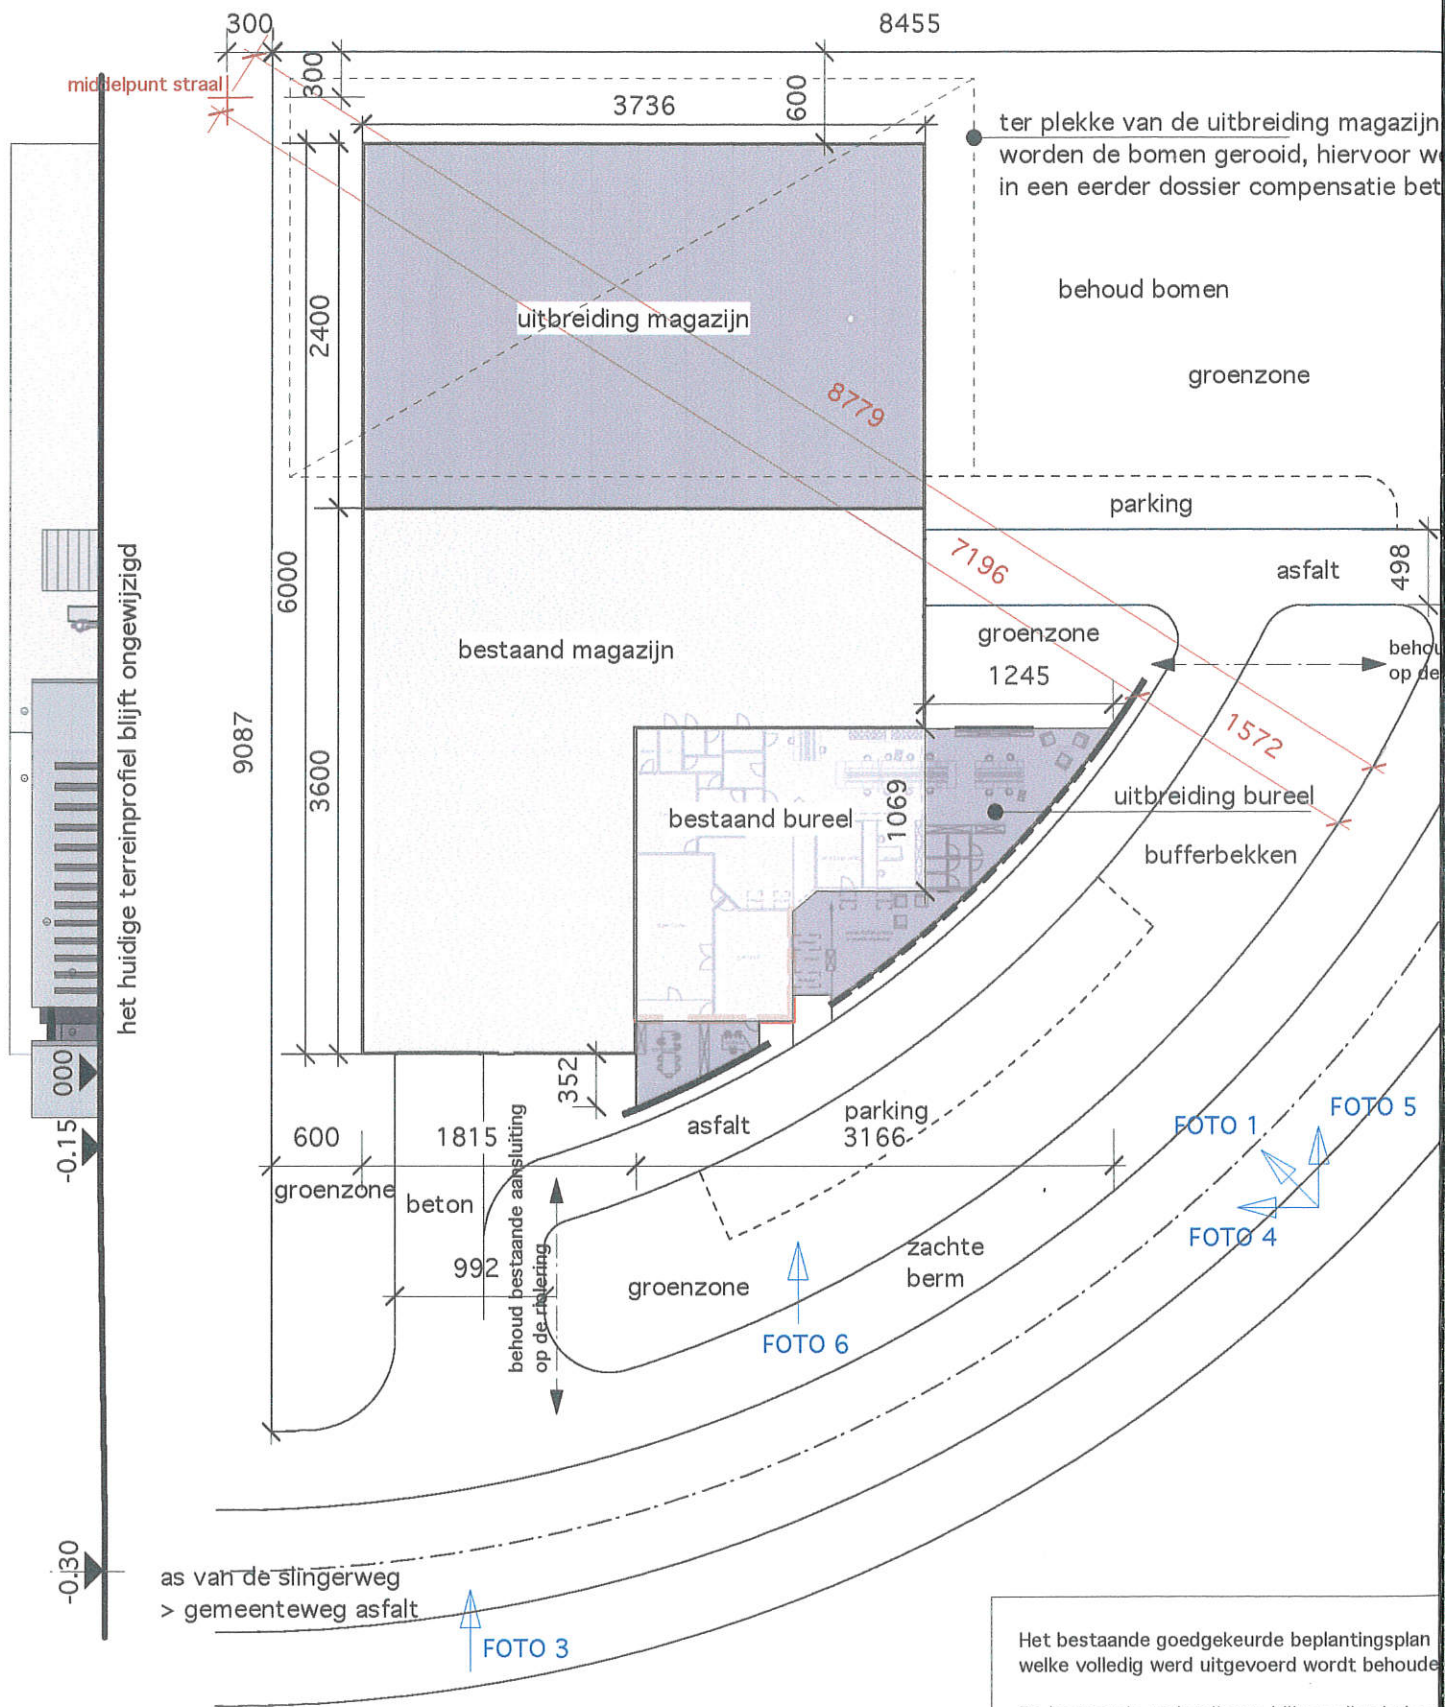 300
8455
middelpunt straal
300
3736
600
ter plekke van de uitbreiding magazijn
worden de bomen gerooid, hiervoor
in een eerder dossier compensatie
behoud bomen
uitbreiding magazijn
2400
groenzone
8779
parking
7196
asfalt
498
het huidige terreinprofiel blijft ongewijzigd
6000
bestaand magazijn
groenzone
1245
op de
9087
3600
1572
bestaand bureel
1069
uitbreiding bureel
bufferbekken
000
-0.15
352
600
1815
asfalt
parking
3166
FOTO 1
FOTO 5
groenzone
beton
behoud bestaande aansluiting
op de riolering
992
groenzone
zachte
berm
FOTO 4
FOTO 6
-0.30
as van de slingerweg
> gemeenteweg asfalt
FOTO 3
Het bestaande goedgekeurde beplantingsplan
welke volledig werd uitgevoerd wordt